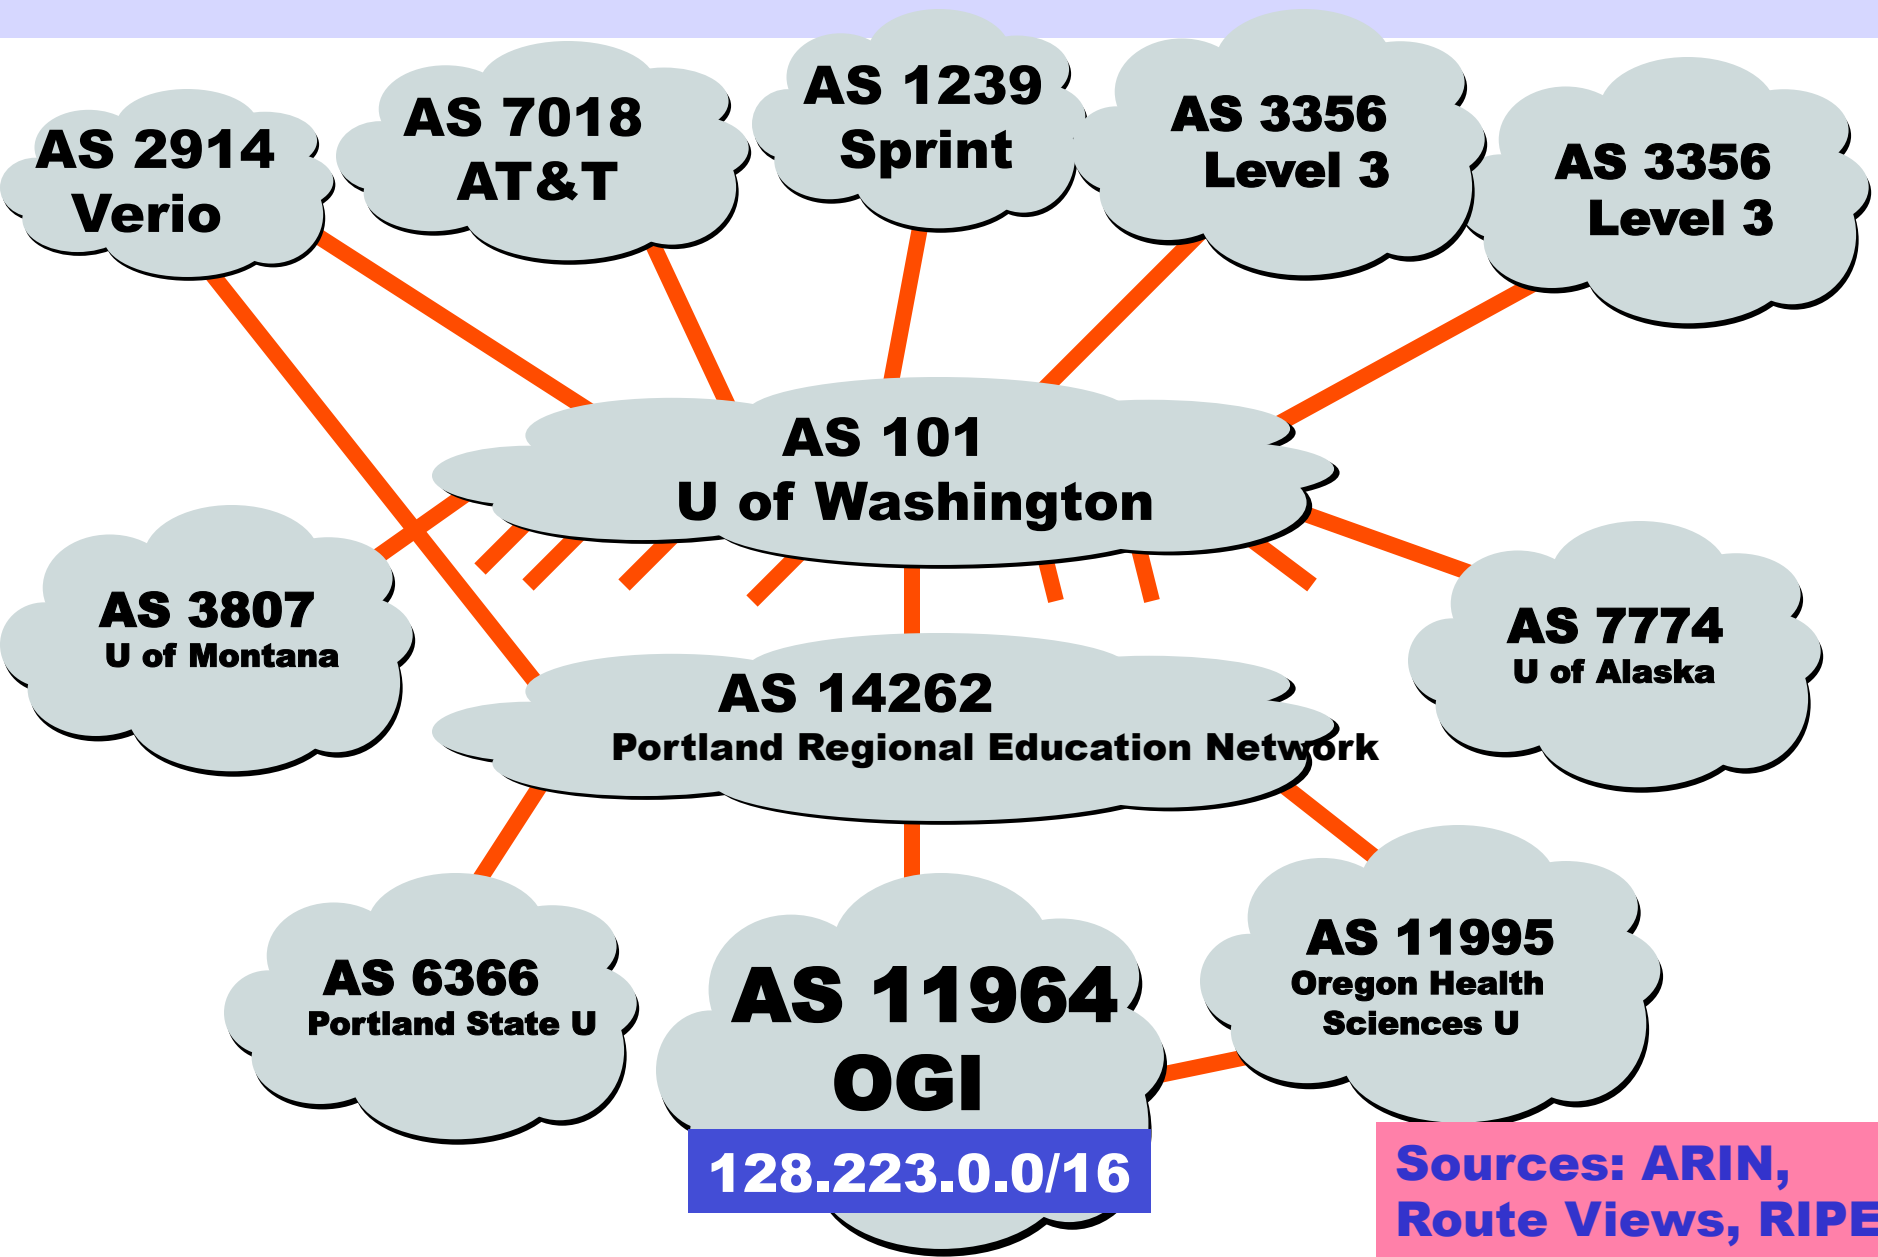 AS 2914
Verio
AS 7018
AT&T
AS 1239
Sprint
AS 3356
Level 3
AS 3356
Level 3
AS 101
U of Washington
AS 3807
U of Montana
AS 7774
U of Alaska
AS 14262
Portland Regional Education Network
AS 6366
Portland State U
AS 11964
OGI
128.223.0.0/16
AS 11995
Oregon Health
Sciences U
Sources: ARIN,
Route Views, RIPE